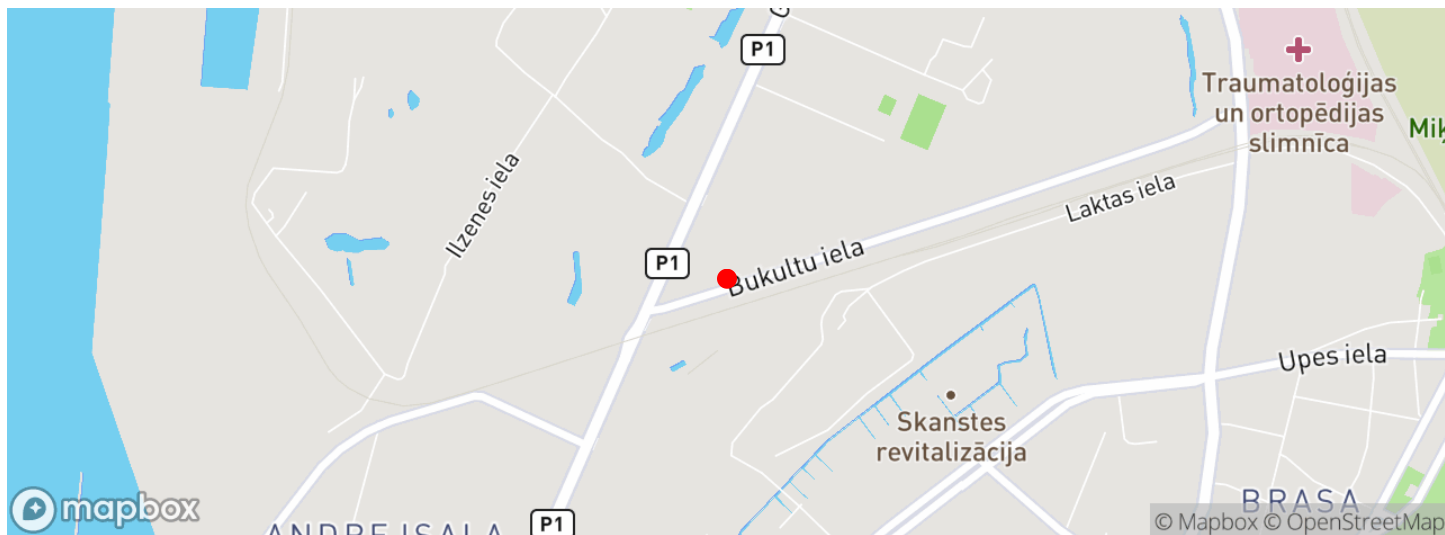 P1
Traumatoloģijas
un ortopēdijas
slimnīca
Ilzenes iela
Laktas iela
P1
Bukultu iela
Upes iela
Skanstes
revitalizācija
BRASA
mapbox
P1
ANDREJSALA
© Mapbox © OpenStreetMap